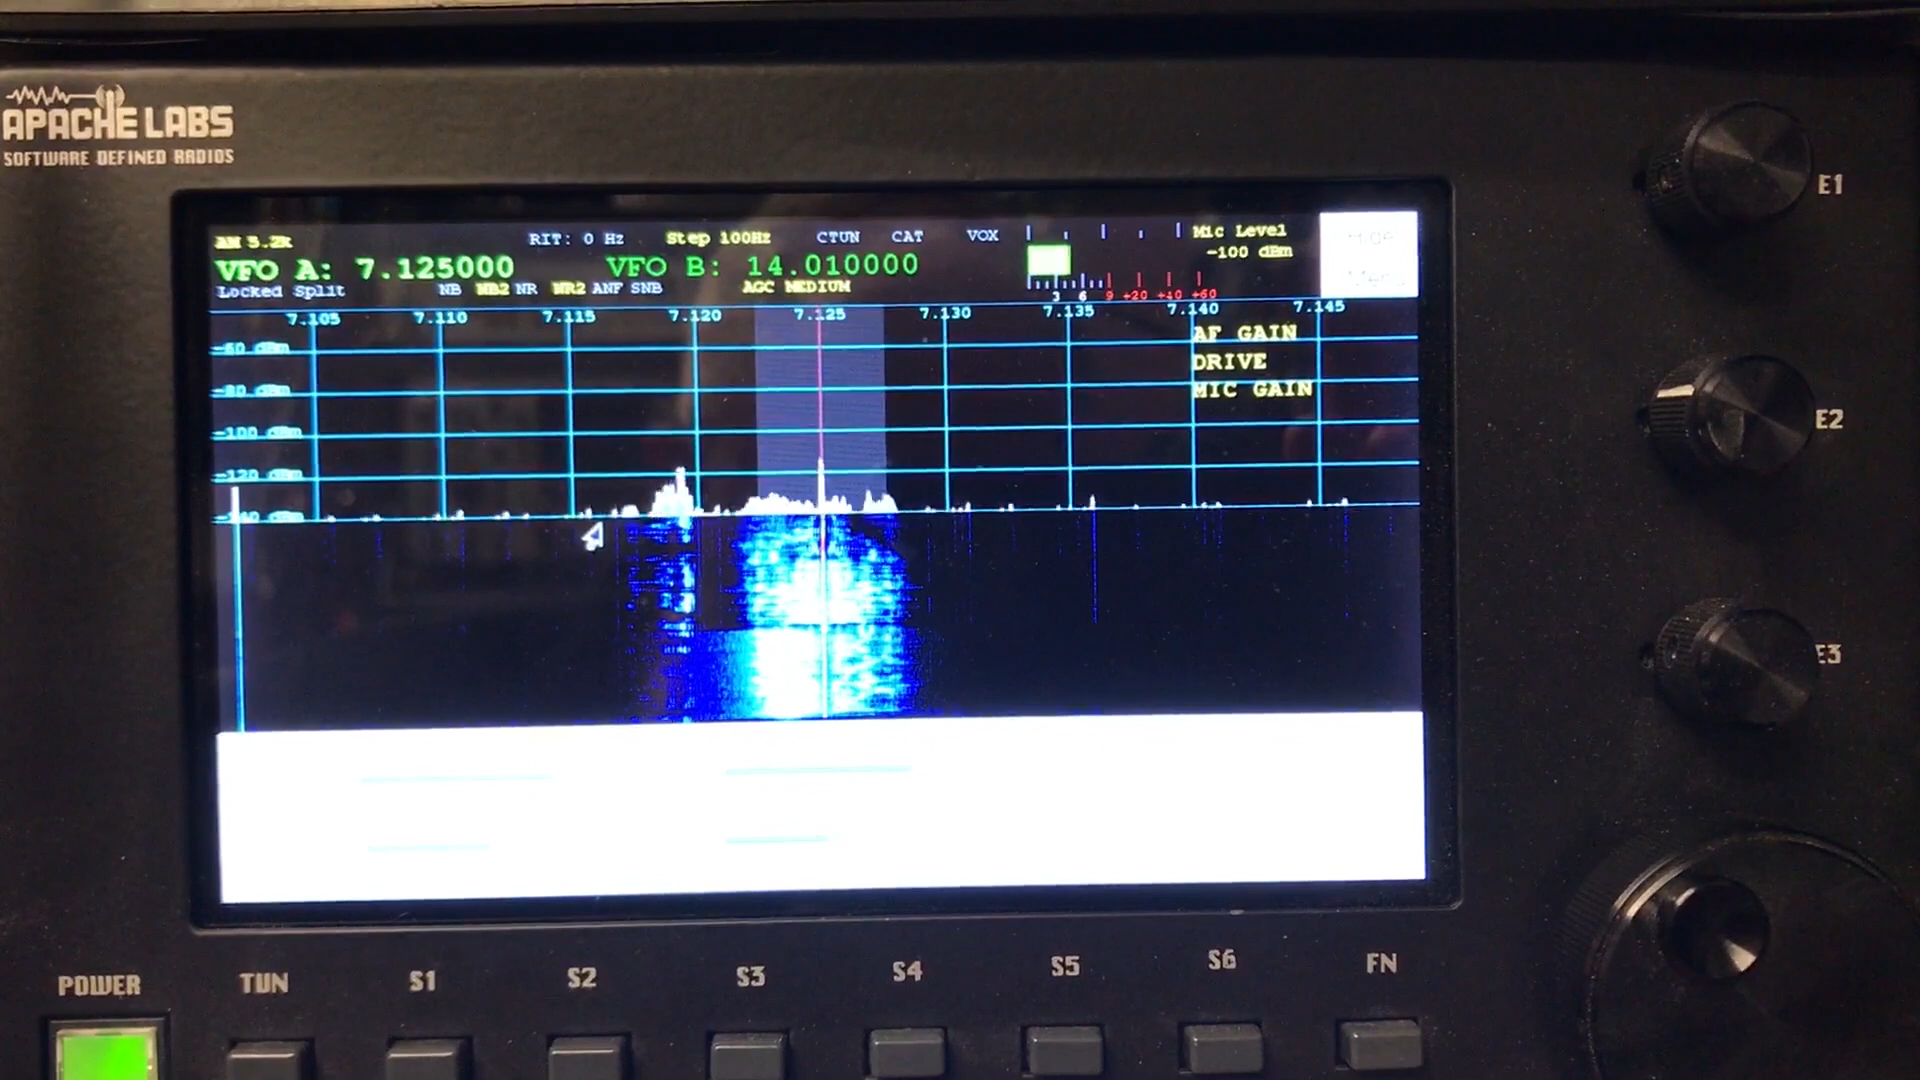 APACHE LABS
SOFTWARE DEFINED RADIOS
AM 5.2k RIT: 0 Hz Step 100Hz CTUN CAT VOX Mic Level
-100 dBm
VFO A: 7.125000 VFO B: 14.010000
Locked Split NB NB2 NR NR2 ANF SNB AGC MEDIUM
3 6 9 +20 +40 +60
7.105 7.110 7.115 7.120 7.125 7.130 7.135 7.140 7.145
-60 dBm
-80 dBm
-100 dBm
-120 dBm
-140 dBm
AF GAIN
DRIVE
MIC GAIN
E1
E2
E3
POWER TUN S1 S2 S3 S4 S5 S6 FN